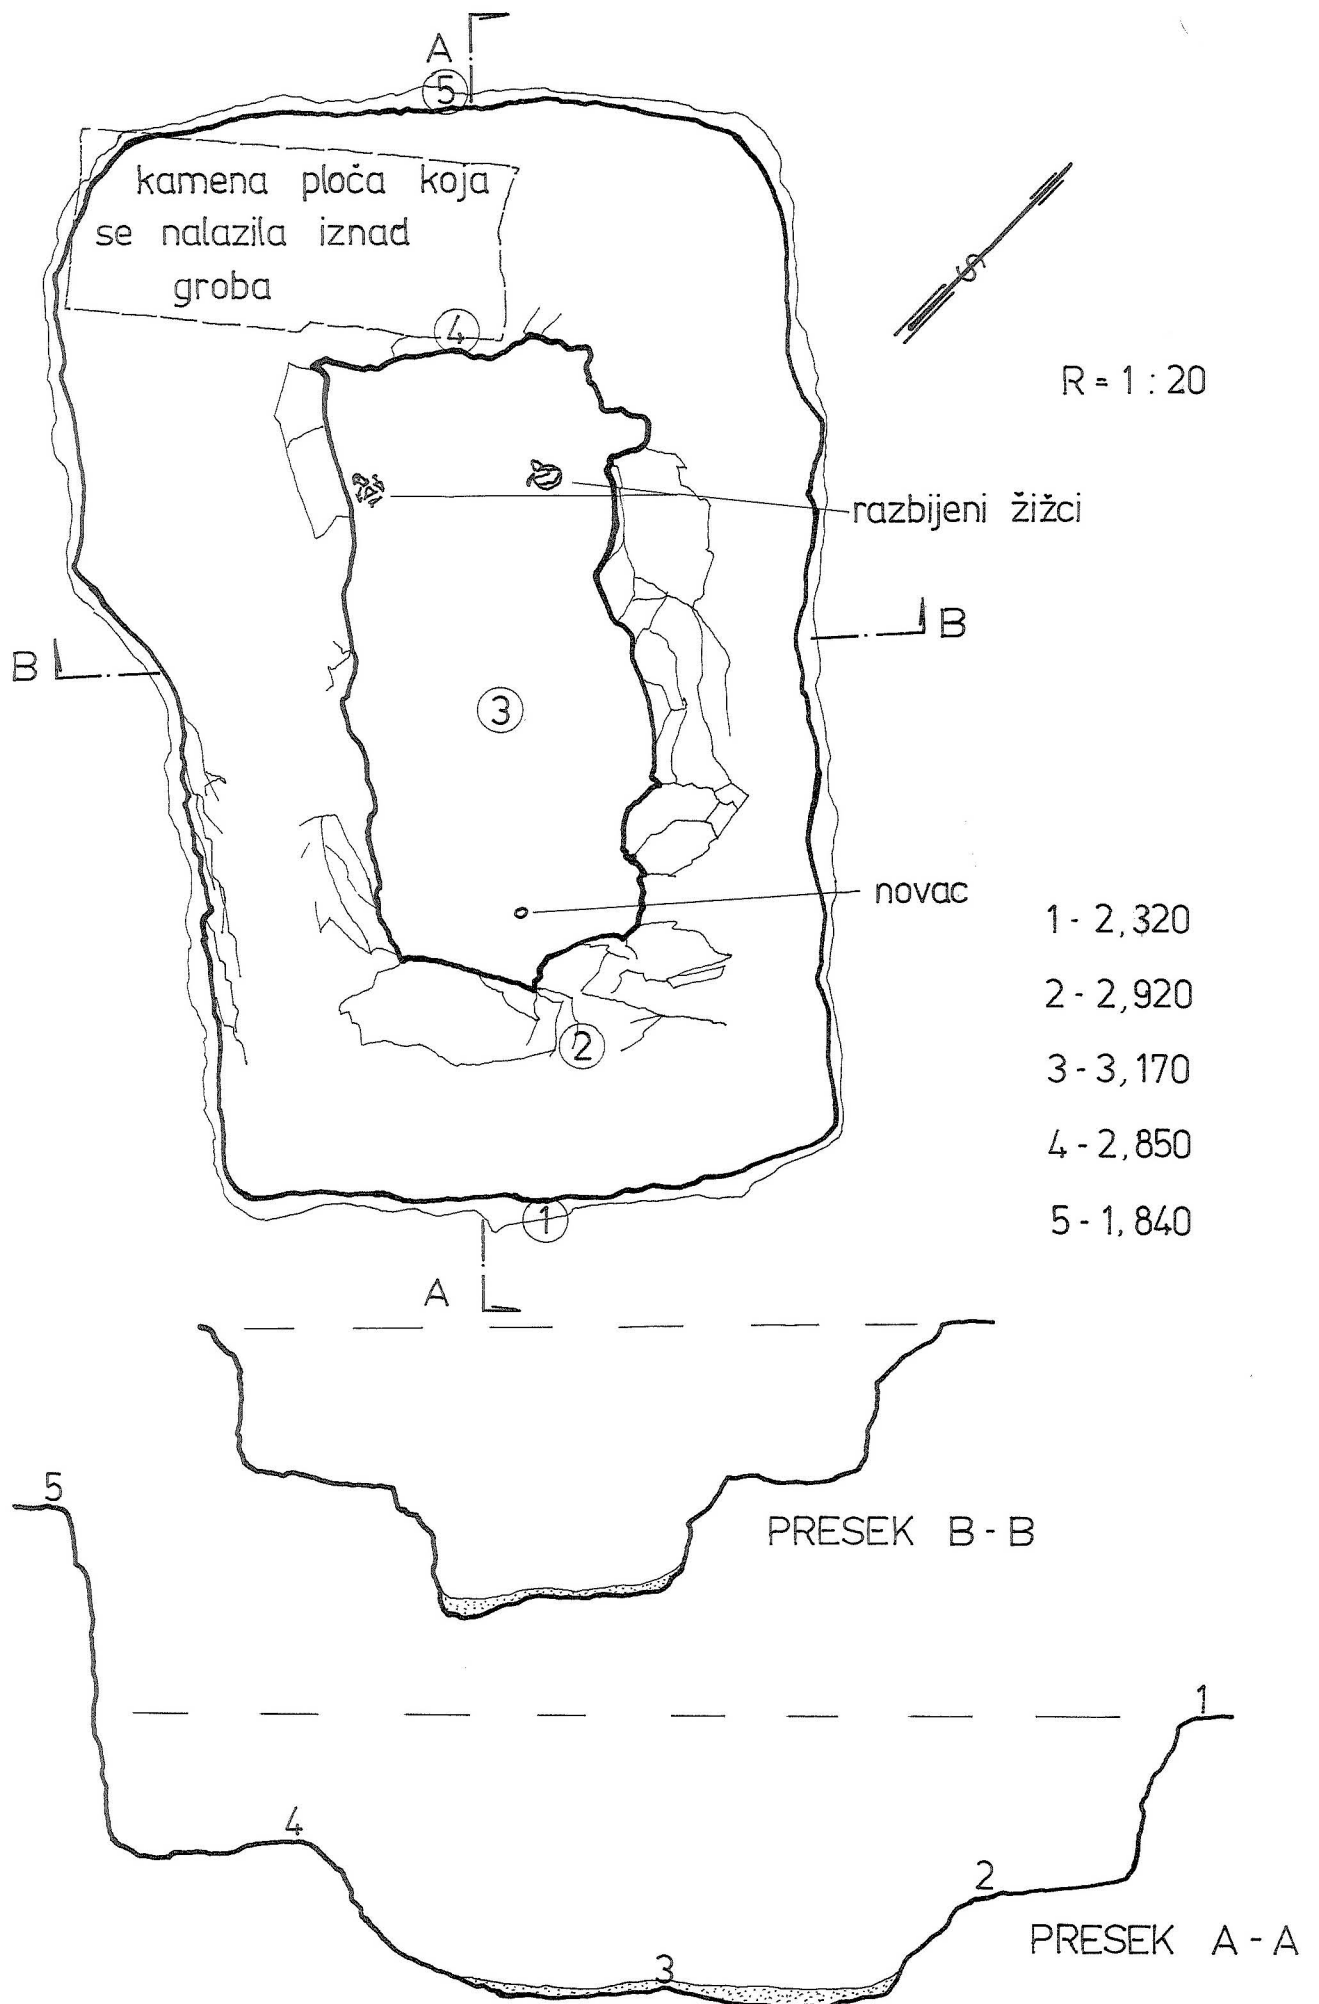 A
5
kamena ploča koja
se nalazila iznad
groba
4
S
R = 1 : 20
razbijeni žižci
B
B
3
novac
1 - 2,320
2 - 2,920
3 - 3,170
4 - 2,850
5 - 1,840
2
1
A
5
PRESEK B - B
1
4
2
PRESEK A - A
3